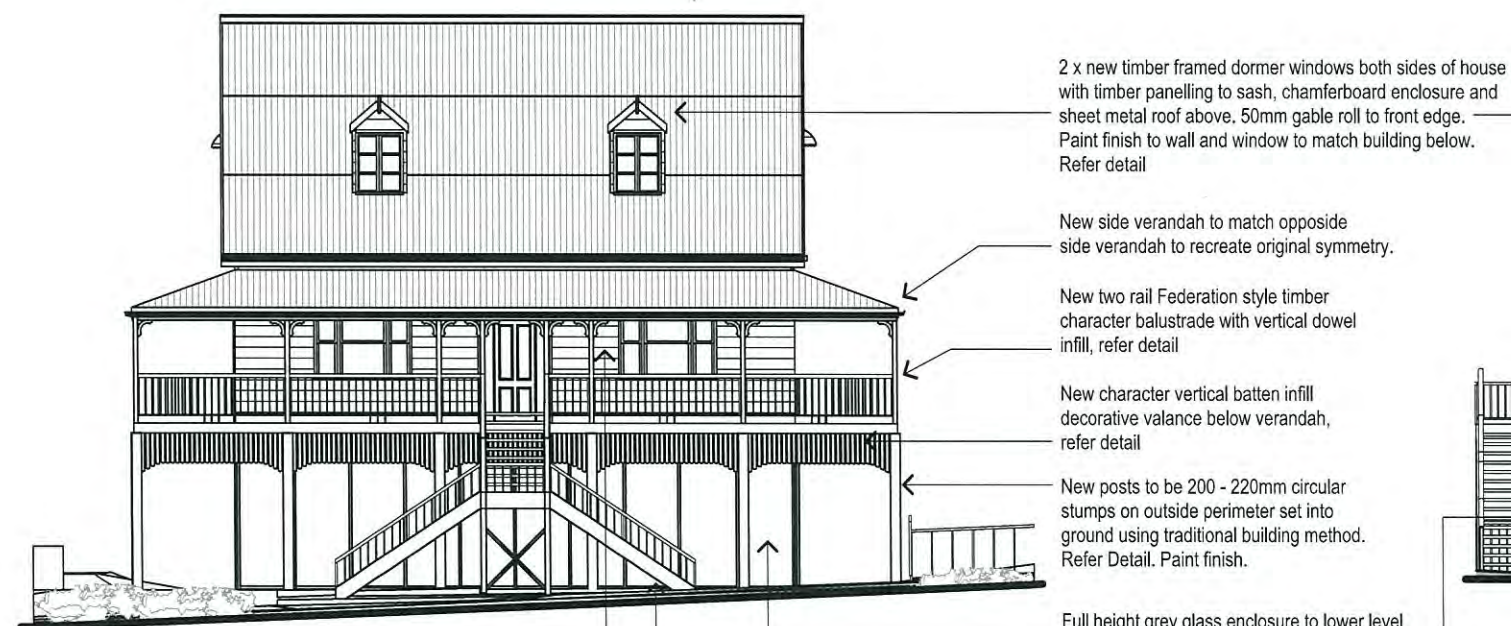 2 x new timber framed dormer windows both sides of house
with timber panelling to sash, chamferboard enclosure and
sheet metal roof above. 50mm gable roll to front edge.
Paint finish to wall and window to match building below.
Refer detail
New side verandah to match opposide
side verandah to recreate original symmetry.
New two rail Federation style timber
character balustrade with vertical dowel
infill, refer detail
New character vertical batten infill
decorative valance below verandah,
refer detail
New posts to be 200 - 220mm circular
stumps on outside perimeter set into
ground using traditional building method.
Refer Detail. Paint finish.
Full height grey glass enclosure to lower level